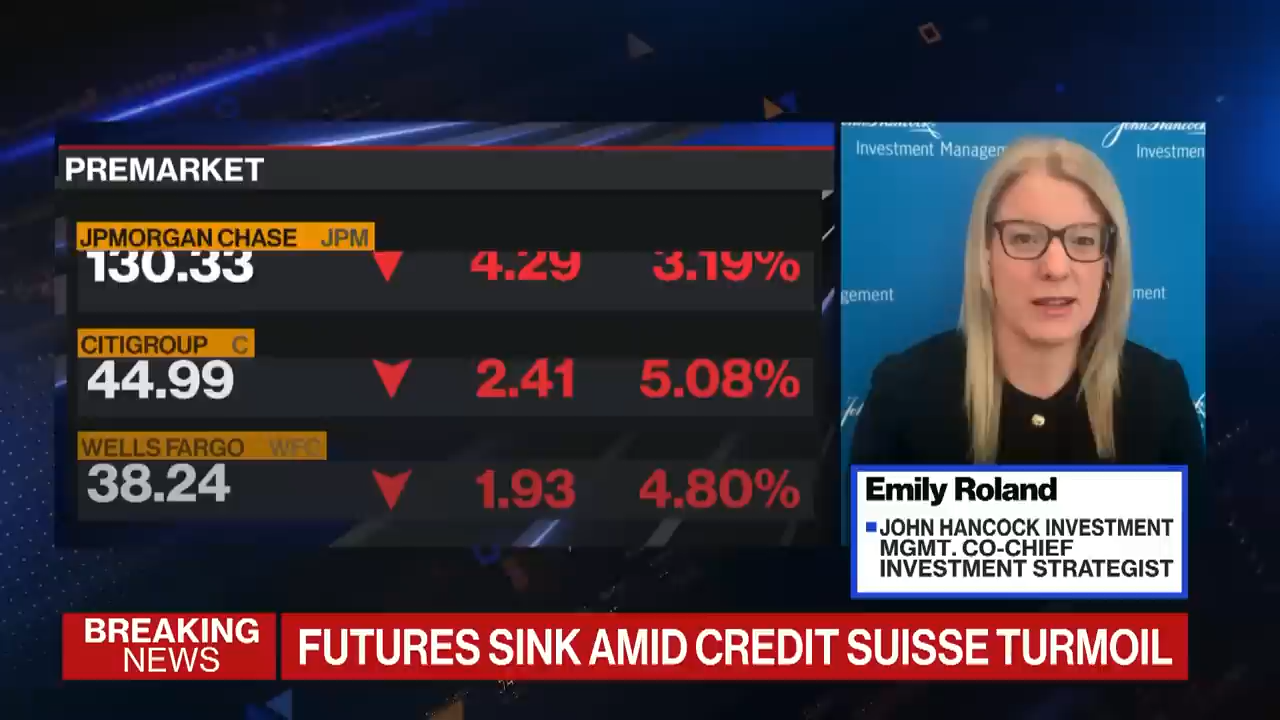 PREMARKET
JPMORGAN CHASE JPM
130.33 4.29 3.19%
CITIGROUP C
44.99 2.41 5.08%
WELLS FARGO WFC
38.24 1.93 4.80%
John Hancock
Investment Managem
Investmen
gement
ment
Emily Roland
JOHN HANCOCK INVESTMENT
MGMT. CO-CHIEF
INVESTMENT STRATEGIST
BREAKING
NEWS
FUTURES SINK AMID CREDIT SUISSE TURMOIL